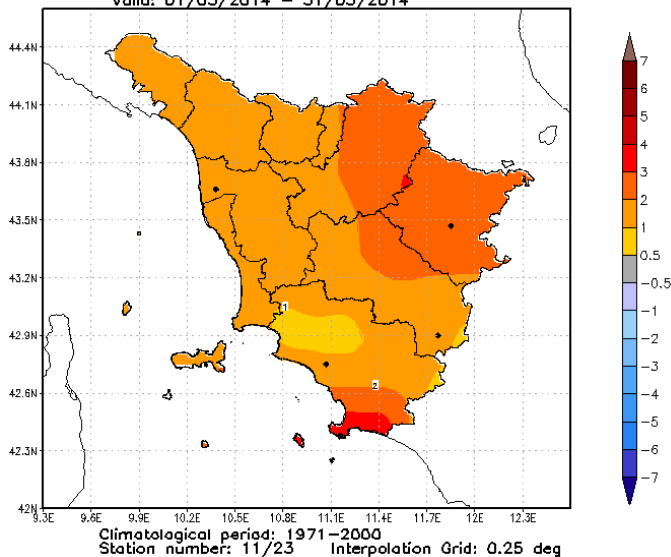 Valid: 01/03/2014 – 31/03/2014
44.4N
44.1N
43.8N
43.5N
43.2N
42.9N
42.6N
42.3N
42N
9.3E 9.6E 9.9E 10.2E 10.5E 10.8E 11.1E 11.4E 11.7E 12E 12.3E
1
2
7
6
5
4
3
2
1
0.5
−0.5
−1
−2
−3
−4
−5
−6
−7
Climatological period: 1971−2000
Station number: 11/23 Interpolation Grid: 0.25 deg